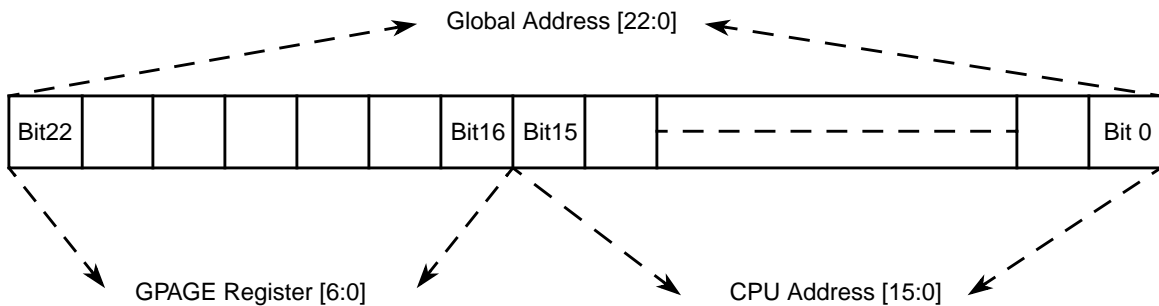 Global Address [22:0]
Bit22 Bit16 Bit15 Bit 0
GPAGE Register [6:0] CPU Address [15:0]